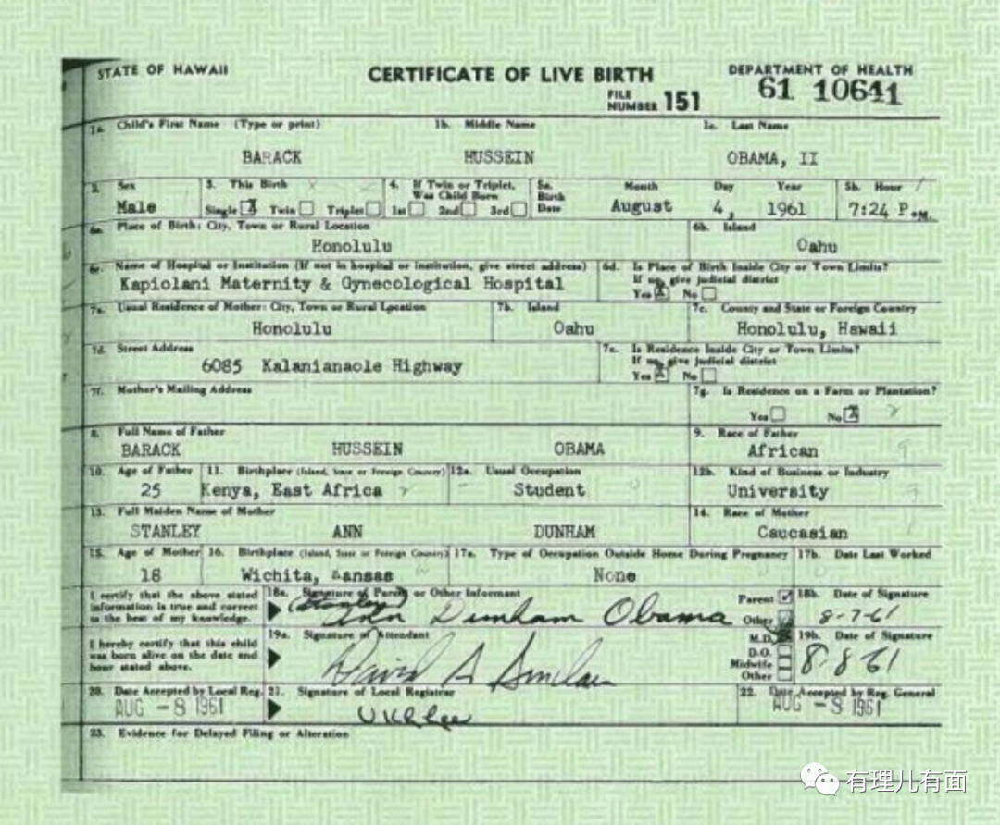 STATE OF HAWAII
CERTIFICATE OF LIVE BIRTH
DEPARTMENT OF HEALTH
FILE NUMBER 151
61 10641
1a. Child's First Name (Type or print)
1b. Middle Name
1c. Last Name
BARACK
HUSSEIN
OBAMA, II
2. Sex
Male
3. This Birth
Single X Twin Triplet
4. If Twin or Triplet,
Was Child Born
1st 2nd 3rd
5a. Birth Date
Month Day Year
August 4, 1961
5b. Hour
7:24 P.M.
6a. Place of Birth: City, Town or Rural Location
Honolulu
6b. Island
Oahu
6c. Name of Hospital or Institution (If not in hospital or institution, give street address)
Kapiolani Maternity & Gynecological Hospital
6d. Is Place of Birth Inside City or Town Limits?
If no, give judicial district
Yes X No
7a. Usual Residence of Mother: City, Town or Rural Location
Honolulu
7b. Island
Oahu
7c. County and State or Foreign Country
Honolulu, Hawaii
7d. Street Address
6085 Kalanianaole Highway
7e. Is Residence Inside City or Town Limits?
If no, give judicial district
Yes X No
7f. Mother's Mailing Address
7g. Is Residence on a Farm or Plantation?
Yes No X
8. Full Name of Father
BARACK HUSSEIN OBAMA
9. Race of Father
African
10. Age of Father
25
11. Birthplace (Island, State or Foreign Country)
Kenya, East Africa
12a. Usual Occupation
Student
12b. Kind of Business or Industry
University
13. Full Maiden Name of Mother
STANLEY ANN DUNHAM
14. Race of Mother
Caucasian
15. Age of Mother
18
16. Birthplace (Island, State or Foreign Country)
Wichita, Kansas
17a. Type of Occupation Outside Home During Pregnancy
None
17b. Date Last Worked
I certify that the above stated
information is true and correct
to the best of my knowledge.
18a. Signature of Parent or Other Informant
(Stanley) Ann Dunham Obama
Parent
Other
18b. Date of Signature
8-7-61
I hereby certify that this child
was born alive on the date and
hour stated above.
19a. Signature of Attendant
David A Sinclair
M.D.
D.O.
Midwife
Other
19b. Date of Signature
8-8-61
20. Date Accepted by Local Reg.
AUG -8 1961
21. Signature of Local Registrar
U K L Lee
22. Date Accepted by Reg. General
AUG -8 1961
23. Evidence for Delayed Filing or Alteration
有理儿有面